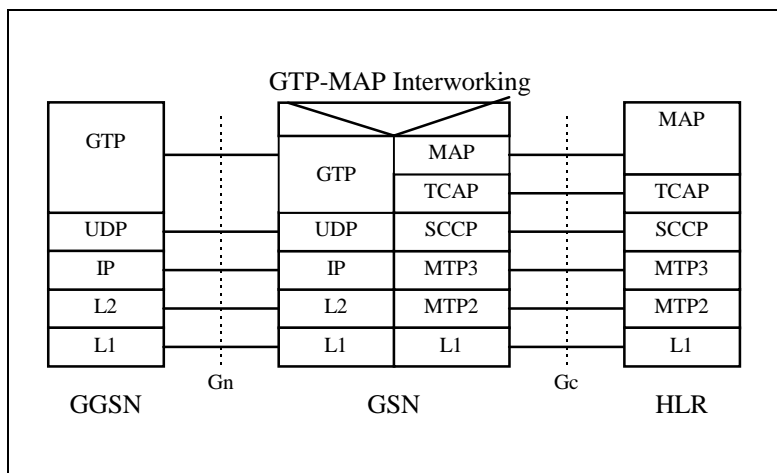 GTP-MAP Interworking
GTP
GTP
MAP
MAP
TCAP
TCAP
UDP
UDP
SCCP
SCCP
IP
IP
MTP3
MTP3
L2
L2
MTP2
MTP2
L1
L1
L1
L1
Gn
Gc
GGSN
GSN
HLR